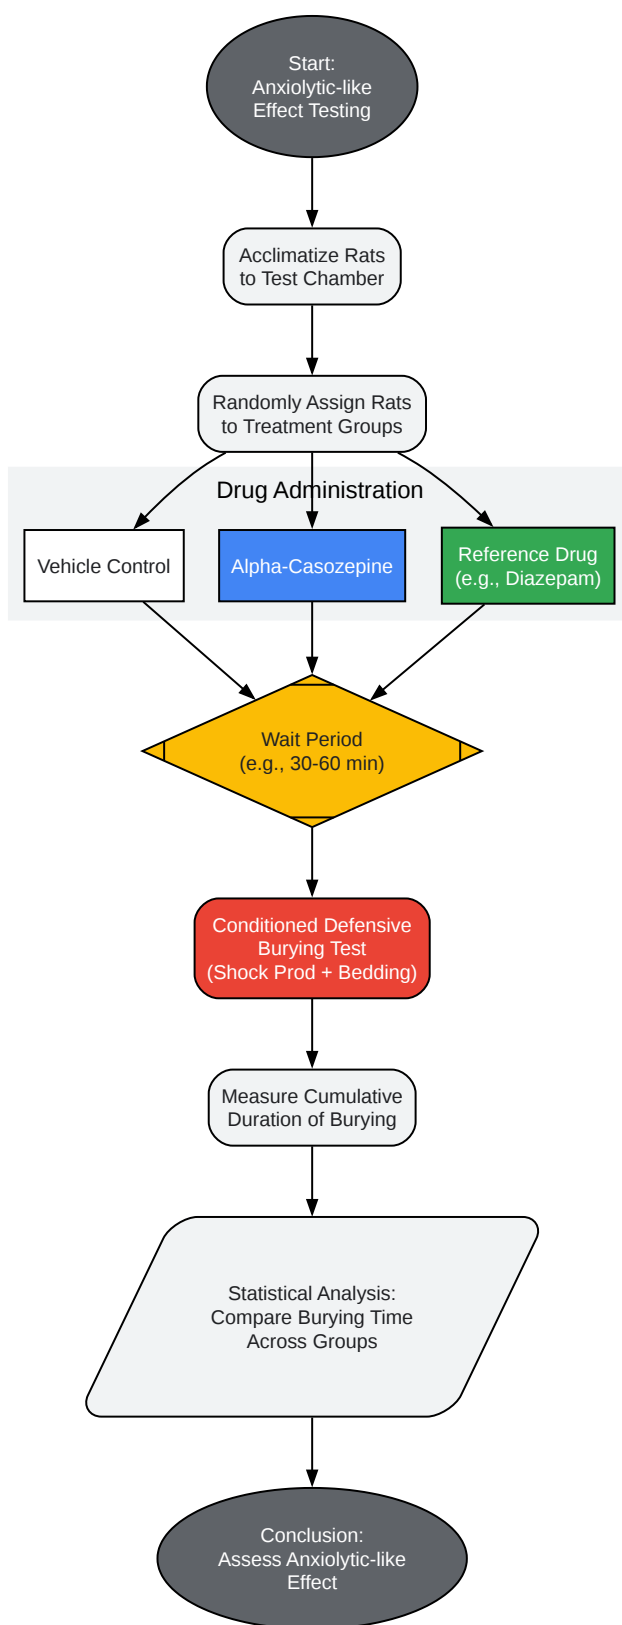 Start:
Anxiolytic-like
Effect Testing
Acclimatize Rats
to Test Chamber
Randomly Assign Rats
to Treatment Groups
Drug Administration
Vehicle Control
Alpha-Casozepine
Reference Drug
(e.g., Diazepam)
Wait Period
(e.g., 30-60 min)
Conditioned Defensive
Burying Test
(Shock Prod + Bedding)
Measure Cumulative
Duration of Burying
Statistical Analysis:
Compare Burying Time
Across Groups
Conclusion:
Assess Anxiolytic-like
Effect